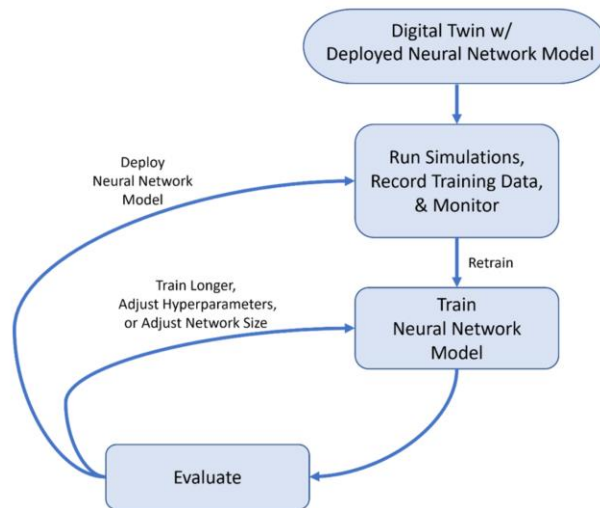 Digital Twin w/
Deployed Neural Network Model
Deploy
Neural Network
Model
Run Simulations,
Record Training Data,
& Monitor
Retrain
Train Longer,
Adjust Hyperparameters,
or Adjust Network Size
Train
Neural Network
Model
Evaluate